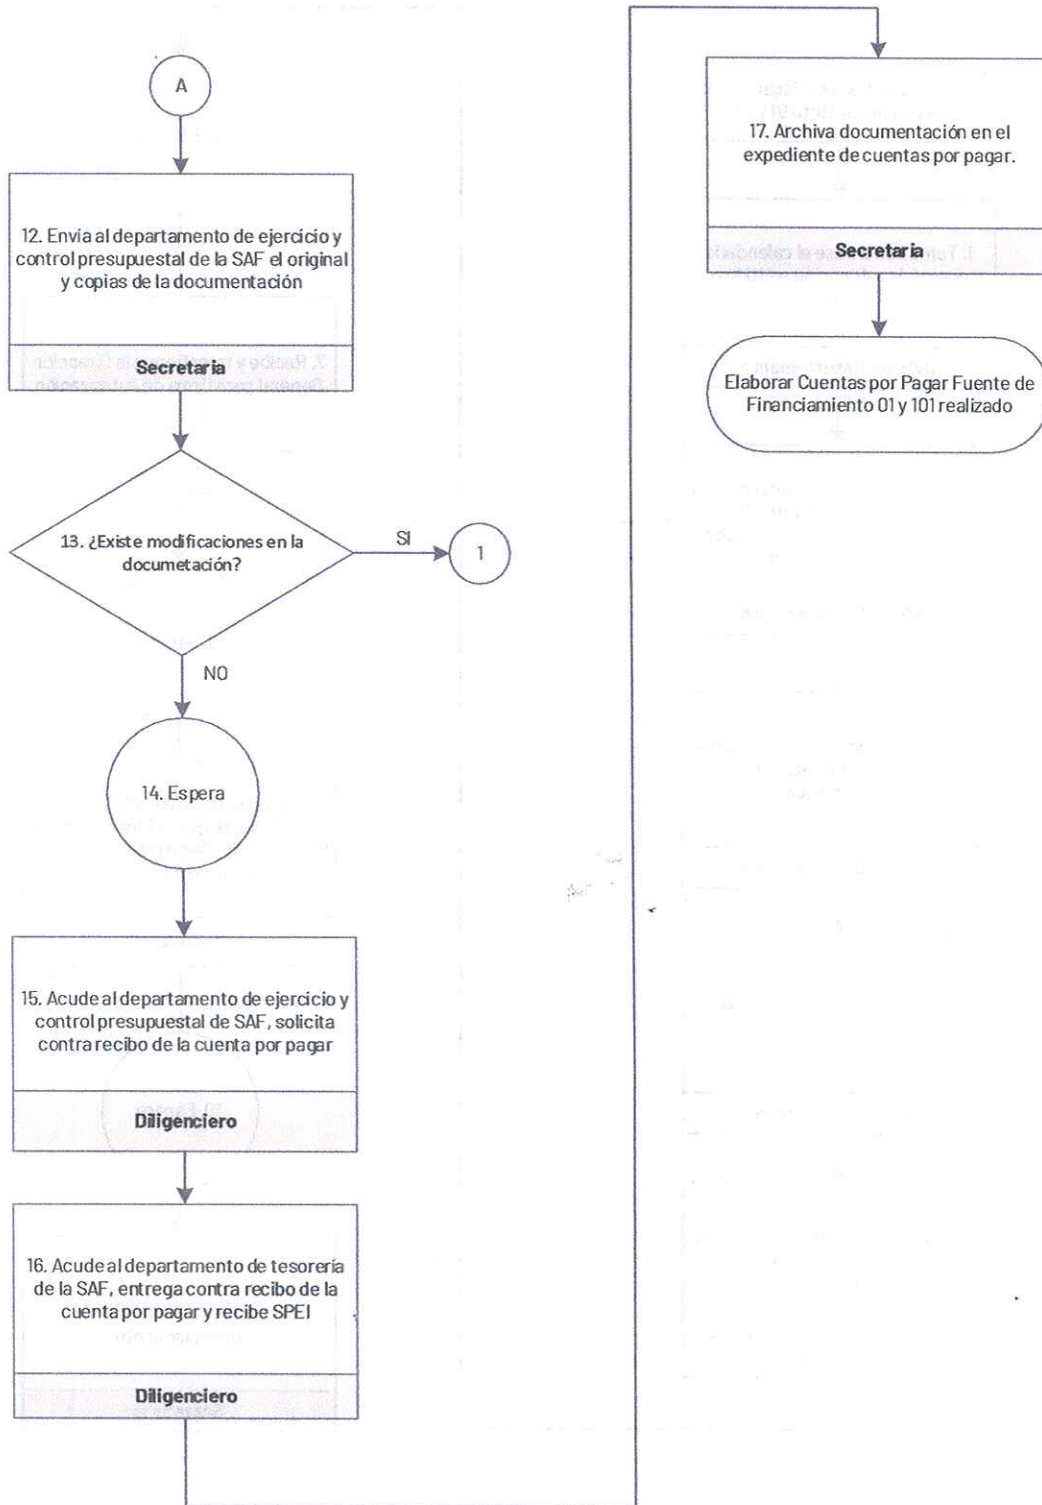 A
12. Envía al departamento de ejercicio y
control presupuestal de la SAF el original
y copias de la documentación
Secretaria
13. ¿Existe modificaciones en la
documetación?
SI
1
NO
14. Espera
15. Acude al departamento de ejercicio y
control presupuestal de SAF, solicita
contra recibo de la cuenta por pagar
Diligenciero
16. Acude al departamento de tesorería
de la SAF, entrega contra recibo de la
cuenta por pagar y recibe SPEI
Diligenciero
17. Archiva documentación en el
expediente de cuentas por pagar.
Secretaria
Elaborar Cuentas por Pagar Fuente de
Financiamiento 01 y 101 realizado